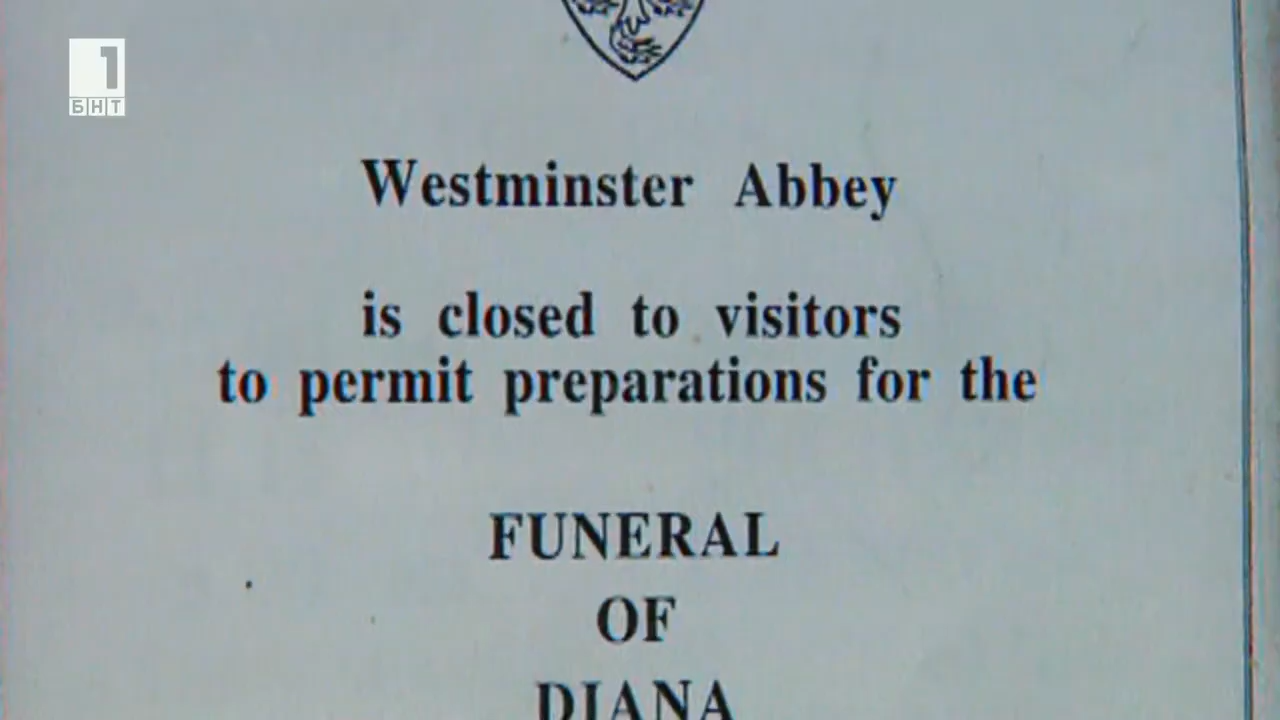 1
БНТ
Westminster Abbey
is closed to visitors
to permit preparations for the
FUNERAL
OF
DIANA